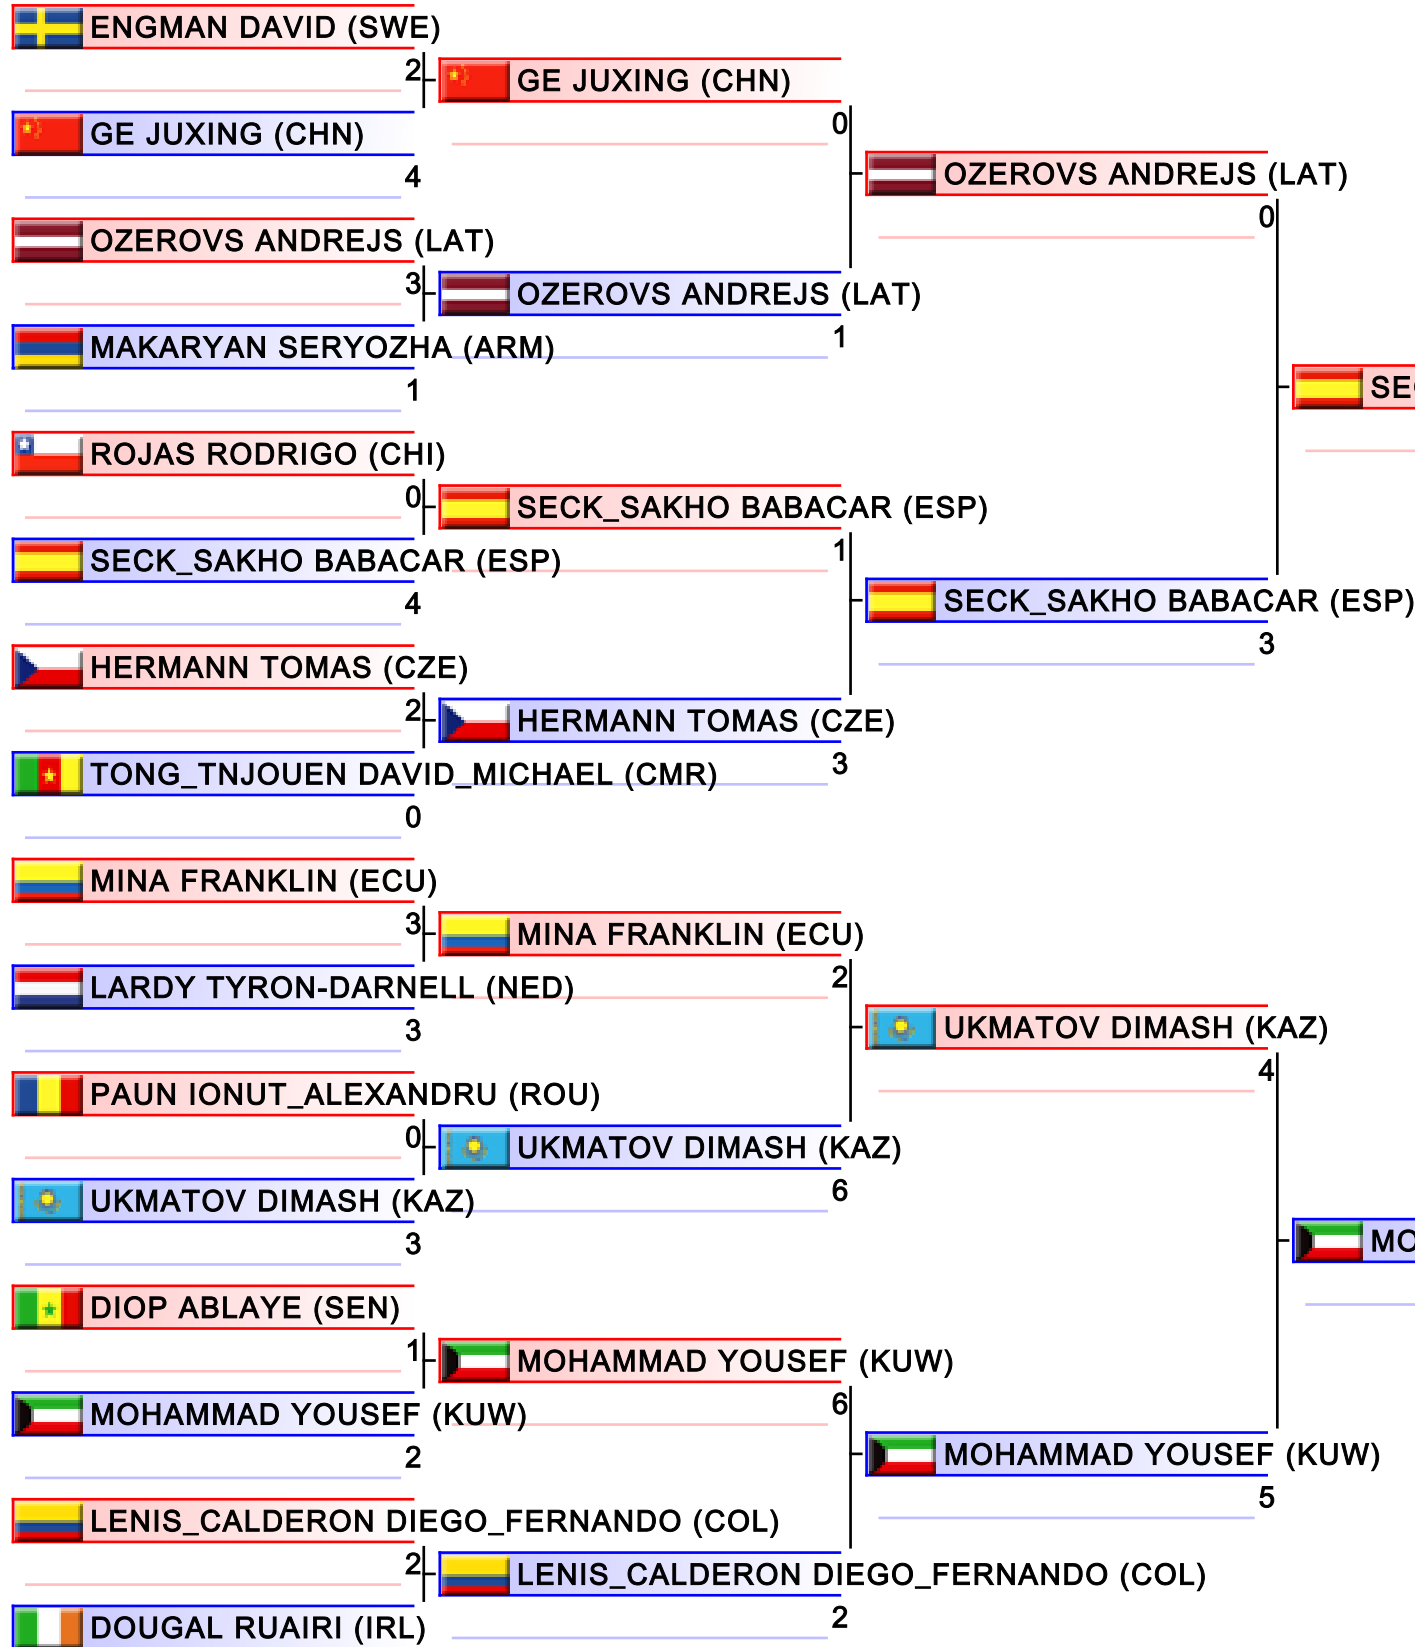 ENGMAN DAVID (SWE)
2
GE JUXING (CHN)
GE JUXING (CHN)
0
4
OZEROVS ANDREJS (LAT)
0
OZEROVS ANDREJS (LAT)
3
OZEROVS ANDREJS (LAT)
1
MAKARYAN SERYOZHA (ARM)
1
ROJAS RODRIGO (CHI)
0
SECK_SAKHO BABACAR (ESP)
1
SECK_SAKHO BABACAR (ESP)
4
SECK_SAKHO BABACAR (ESP)
3
HERMANN TOMAS (CZE)
2
HERMANN TOMAS (CZE)
3
TONG_TNJOUEN DAVID_MICHAEL (CMR)
0
MINA FRANKLIN (ECU)
3
MINA FRANKLIN (ECU)
2
LARDY TYRON-DARNELL (NED)
3
UKMATOV DIMASH (KAZ)
4
PAUN IONUT_ALEXANDRU (ROU)
0
UKMATOV DIMASH (KAZ)
6
UKMATOV DIMASH (KAZ)
3
MO
DIOP ABLAYE (SEN)
1
MOHAMMAD YOUSEF (KUW)
6
MOHAMMAD YOUSEF (KUW)
2
MOHAMMAD YOUSEF (KUW)
5
LENIS_CALDERON DIEGO_FERNANDO (COL)
2
LENIS_CALDERON DIEGO_FERNANDO (COL)
2
DOUGAL RUAIRI (IRL)